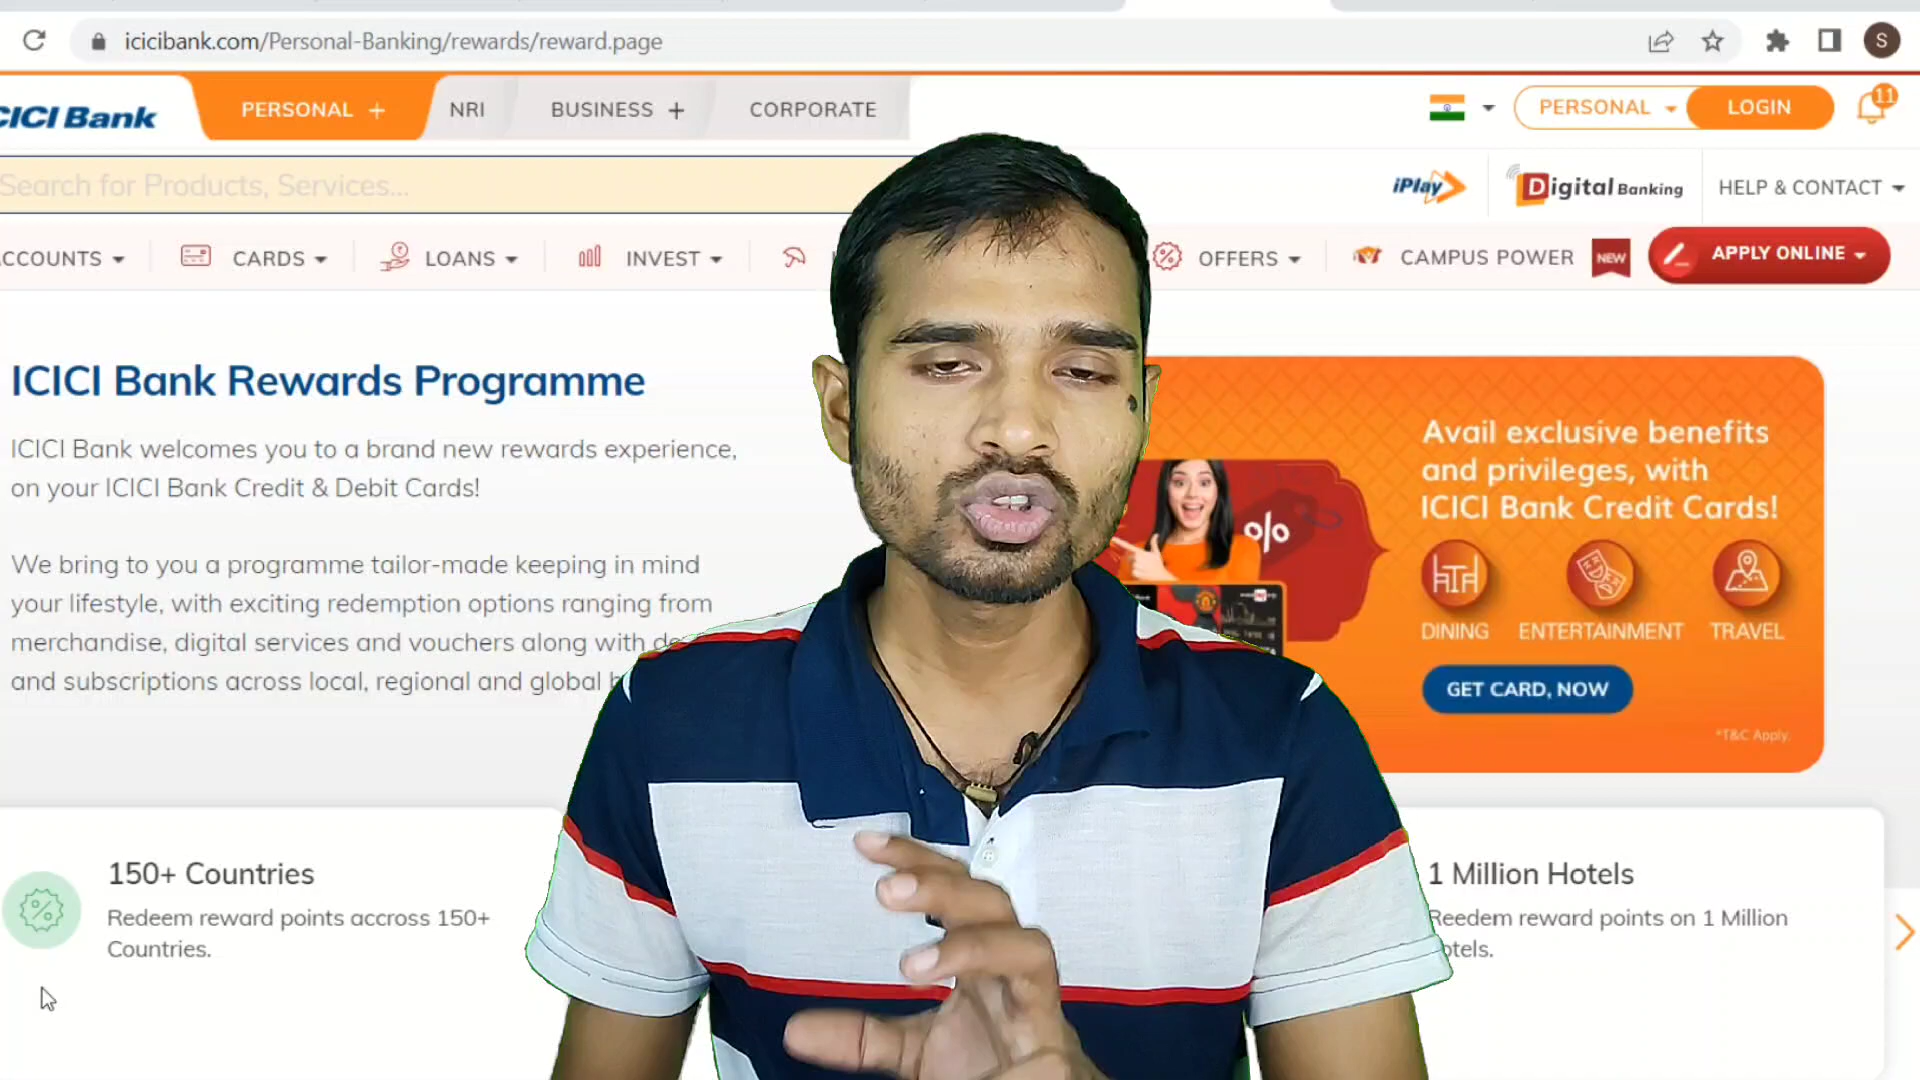 icicibank.com/Personal-Banking/rewards/reward.page
S
ICICI Bank
PERSONAL +
NRI
BUSINESS +
CORPORATE
PERSONAL
LOGIN
11
Search for Products, Services...
iPlay
Digital Banking
HELP & CONTACT
CCOUNTS
CARDS
LOANS
INVEST
OFFERS
CAMPUS POWER
NEW
APPLY ONLINE
ICICI Bank Rewards Programme
ICICI Bank welcomes you to a brand new rewards experience,
on your ICICI Bank Credit & Debit Cards!
We bring to you a programme tailor-made keeping in mind
your lifestyle, with exciting redemption options ranging from
merchandise, digital services and vouchers along with
and subscriptions across local, regional and global
Avail exclusive benefits
and privileges, with
ICICI Bank Credit Cards!
%
DINING
ENTERTAINMENT
TRAVEL
GET CARD, NOW
*T&C Apply.
150+ Countries
Redeem reward points accross 150+
Countries.
1 Million Hotels
Reedem reward points on 1 Million
otels.